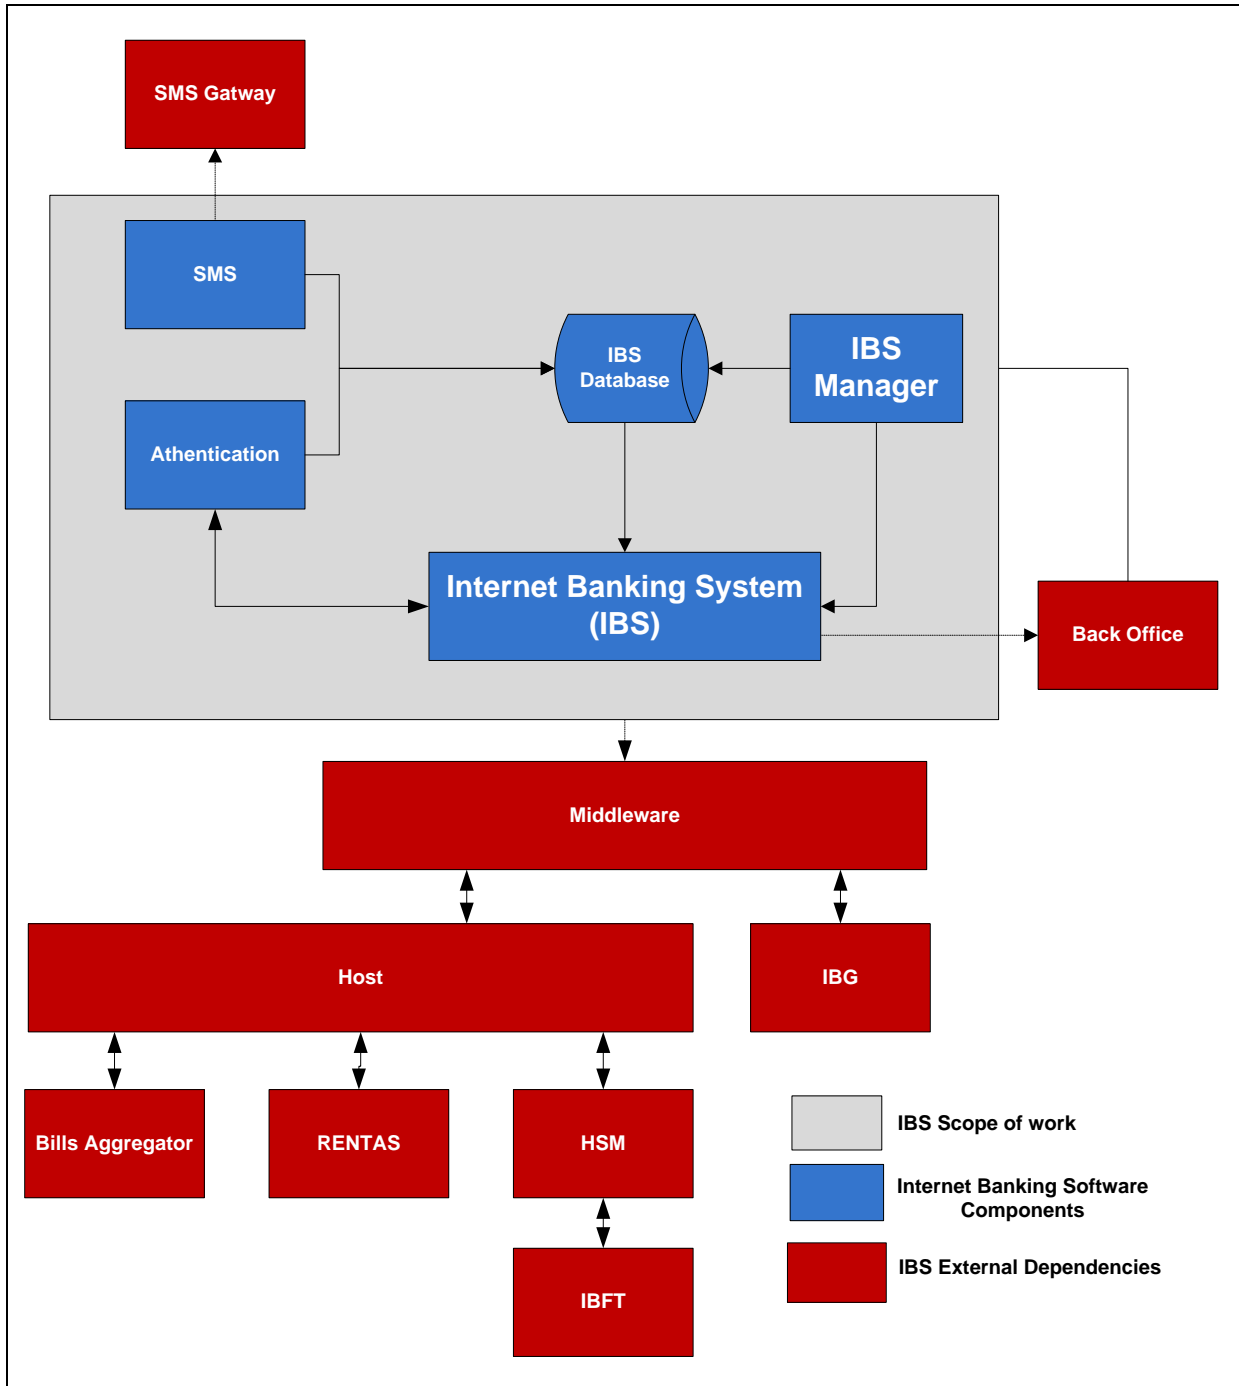 SMS Gatway
SMS
IBS
Database
IBS
Manager
Athentication
Internet Banking System
(IBS)
Back Office
Middleware
Host
IBG
Bills Aggregator
RENTAS
HSM
IBFT
IBS Scope of work
Internet Banking Software
Components
IBS External Dependencies